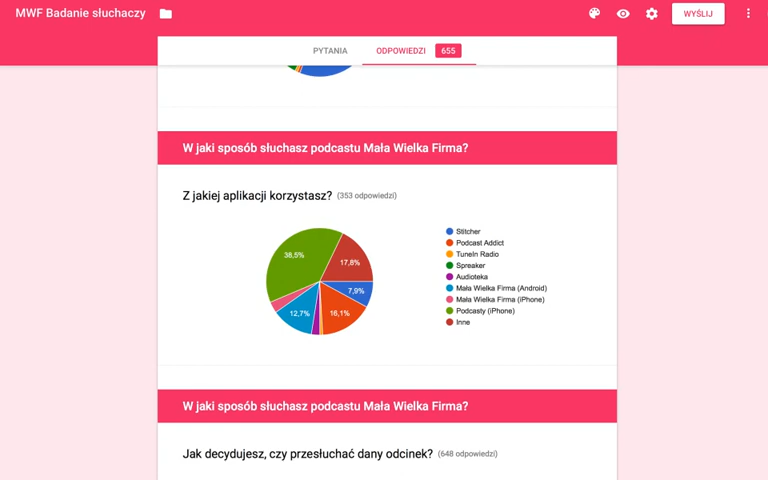 MWF Badanie słuchaczy
WYŚLIJ
PYTANIA
ODPOWIEDZI 655
W jaki sposób słuchasz podcastu Mała Wielka Firma?
Z jakiej aplikacji korzystasz? (353 odpowiedzi)
38,5%
17,8%
7,9%
16,1%
12,7%
Stitcher
Podcast Addict
TuneIn Radio
Spreaker
Audioteka
Mała Wielka Firma (Android)
Mała Wielka Firma (iPhone)
Podcasty (iPhone)
Inne
W jaki sposób słuchasz podcastu Mała Wielka Firma?
Jak decydujesz, czy przesłuchać dany odcinek? (648 odpowiedzi)